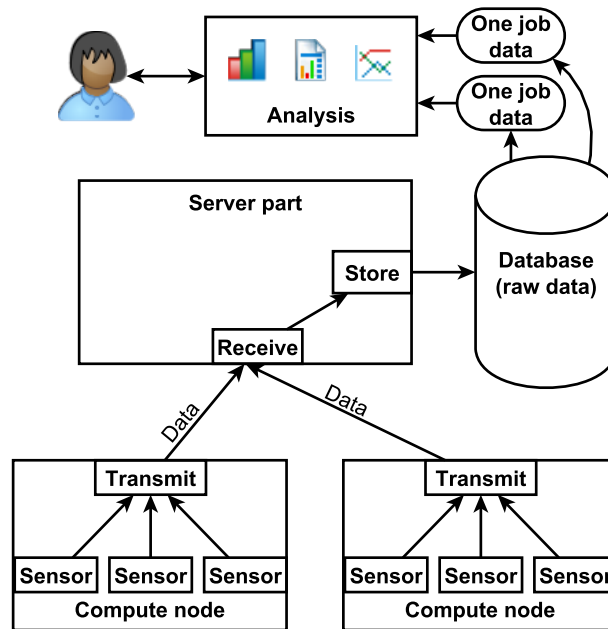 One job
data
One job
data
Analysis
Server part
Store
Database
(raw data)
Receive
Data
Data
Transmit
Transmit
Sensor
Sensor
Sensor
Sensor
Sensor
Sensor
Compute node
Compute node